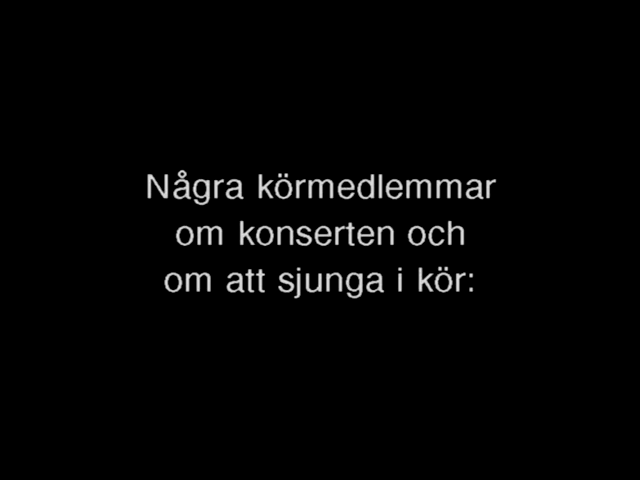 Några körmedlemmar
om konserten och
om att sjunga i kör: